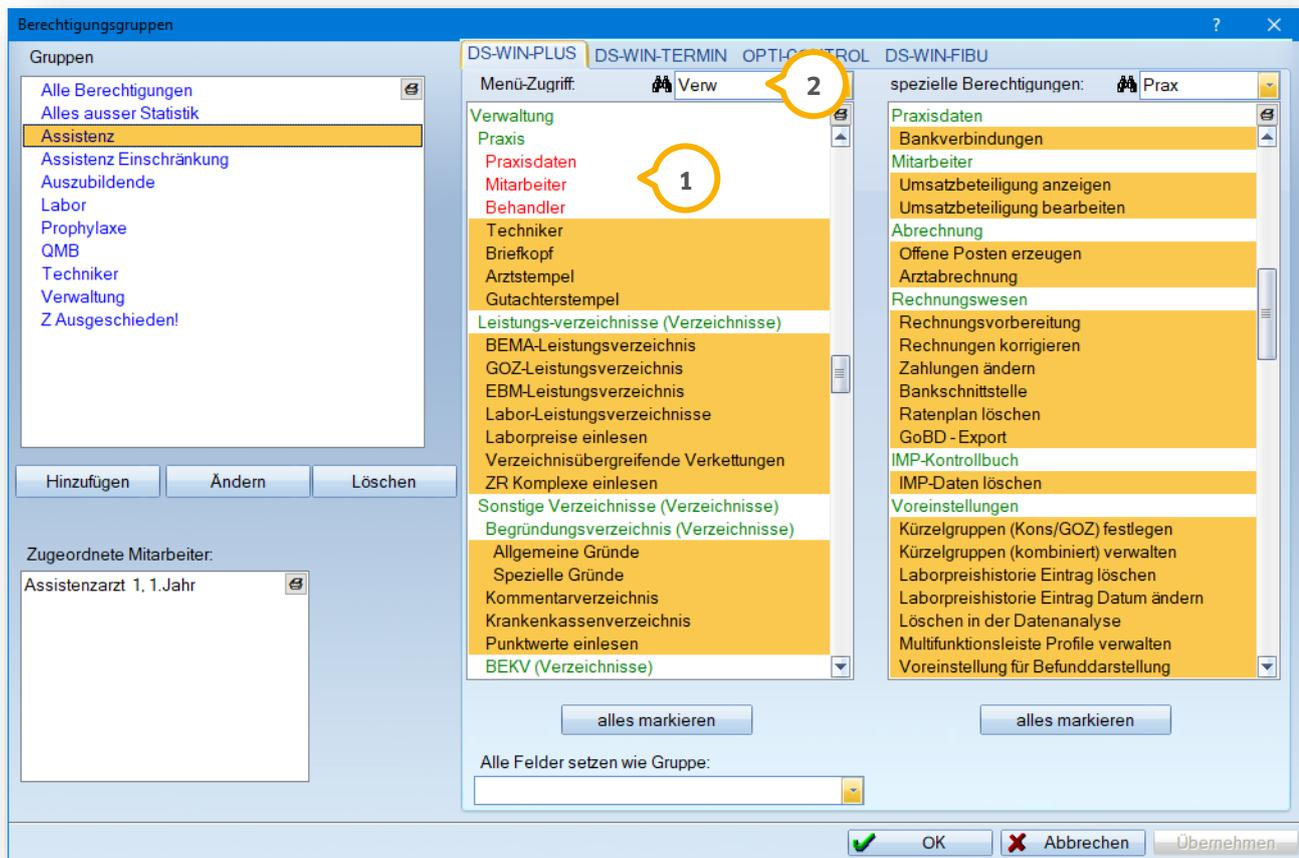 Berechtigungsgruppen
?
Gruppen
Alle Berechtigungen
Alles ausser Statistik
Assistenz
Assistenz Einschränkung
Auszubildende
Labor
Prophylaxe
QMB
Techniker
Verwaltung
Z Ausgeschieden!
Hinzufügen Ändern Löschen
Zugeordnete Mitarbeiter:
Assistenzarzt 1, 1.Jahr
DS-WIN-PLUS DS-WIN-TERMIN DS-WIN-FIBU
Menü-Zugriff: Verw
2
Verwaltung
Praxis
Praxisdaten
Mitarbeiter
1
Behandler
Techniker
Briefkopf
Arztstempel
Gutachterstempel
Leistungs-verzeichnisse (Verzeichnisse)
BEMA-Leistungsverzeichnis
GOZ-Leistungsverzeichnis
EBM-Leistungsverzeichnis
Labor-Leistungsverzeichnisse
Laborpreise einlesen
Verzeichnisübergreifende Verkettungen
ZR Komplexe einlesen
Sonstige Verzeichnisse (Verzeichnisse)
Begründungsverzeichnis (Verzeichnisse)
Allgemeine Gründe
Spezielle Gründe
Kommentarverzeichnis
Krankenkassenverzeichnis
Punktwerte einlesen
BEKV (Verzeichnisse)
alles markieren
Alle Felder setzen wie Gruppe:
spezielle Berechtigungen: Prax
Praxisdaten
Bankverbindungen
Mitarbeiter
Umsatzbeteiligung anzeigen
Umsatzbeteiligung bearbeiten
Abrechnung
Offene Posten erzeugen
Arztabrechnung
Rechnungswesen
Rechnungsvorbereitung
Rechnungen korrigieren
Zahlungen ändern
Bankschnittstelle
Ratenplan löschen
GoBD - Export
IMP-Kontrollbuch
IMP-Daten löschen
Voreinstellungen
Kürzelgruppen (Kons/GOZ) festlegen
Kürzelgruppen (kombiniert) verwalten
Laborpreishistorie Eintrag löschen
Laborpreishistorie Eintrag Datum ändern
Löschen in der Datenanalyse
Multifunktionsleiste Profile verwalten
Voreinstellung für Befunddarstellung
alles markieren
OK Abbrechen Übernehmen